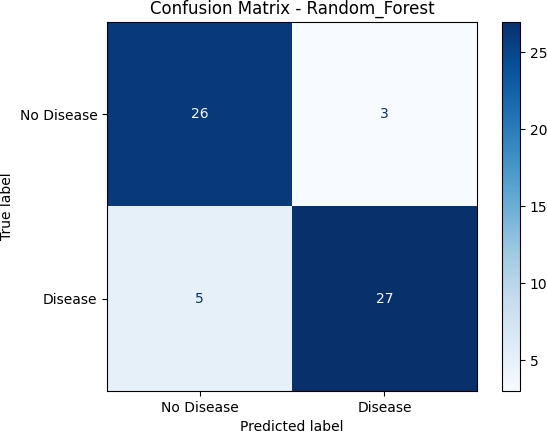 Confusion Matrix - Random_Forest
True label
No Disease
26
3
Disease
5
27
No Disease
Disease
Predicted label
25
20
15
10
5